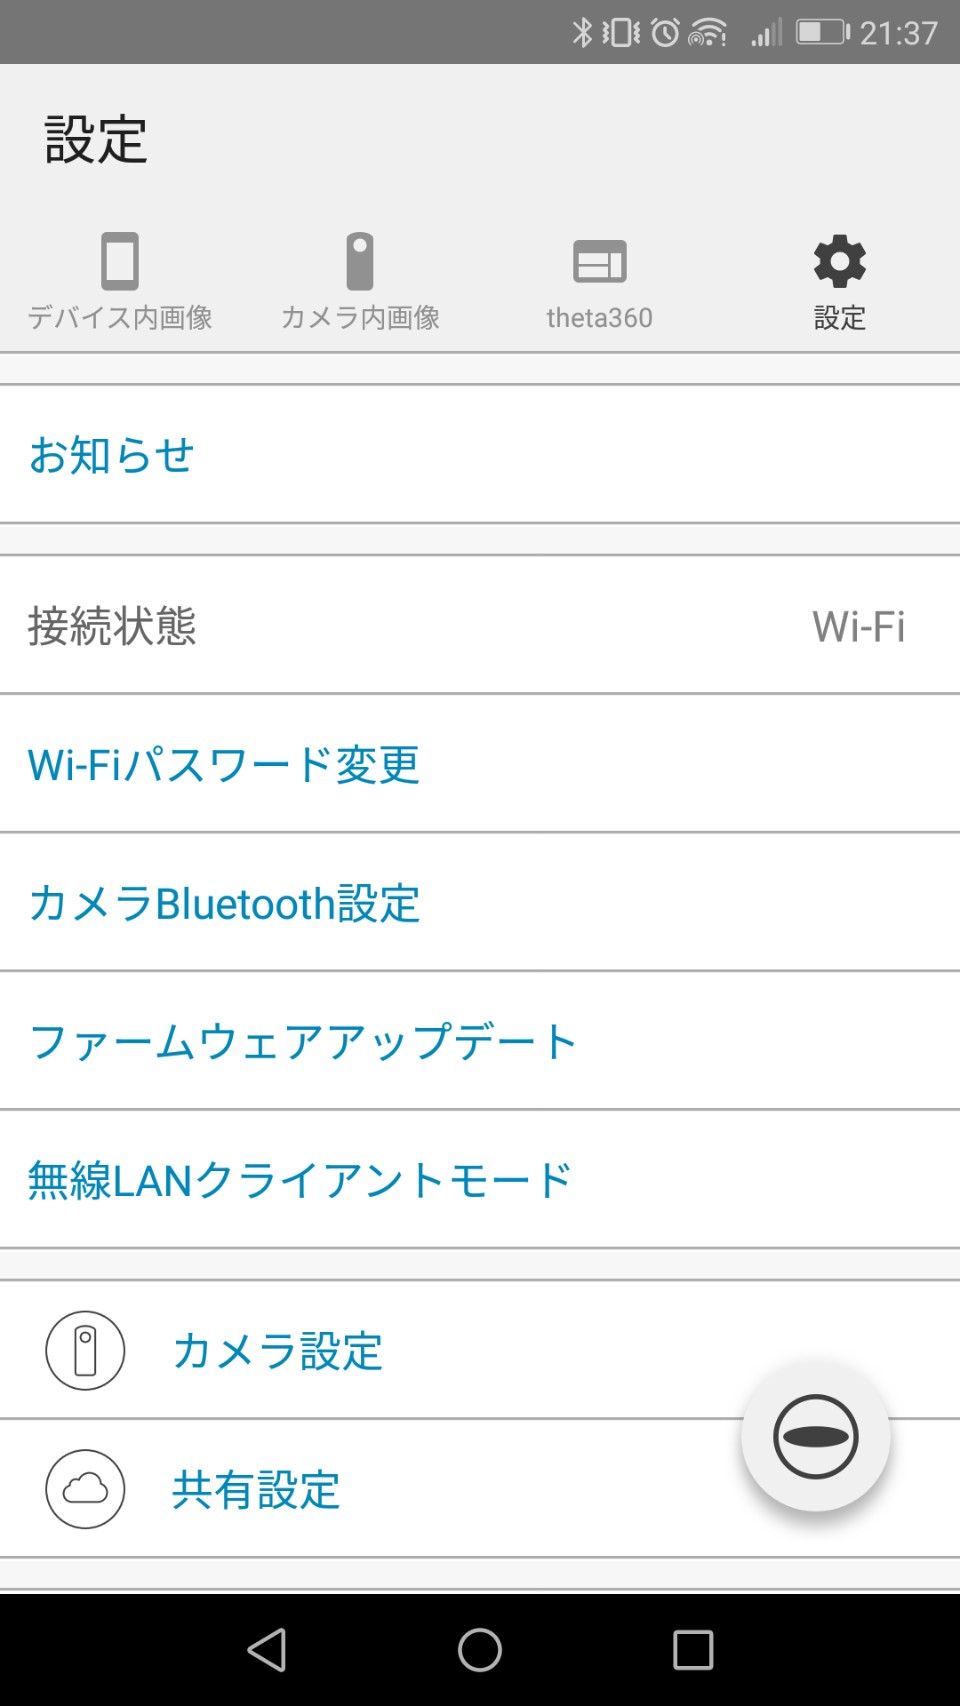 21:37
設定
デバイス内画像
カメラ内画像
theta360
設定
お知らせ
接続状態 Wi-Fi
Wi-Fiパスワード変更
カメラBluetooth設定
ファームウェアアップデート
無線LANクライアントモード
カメラ設定
共有設定